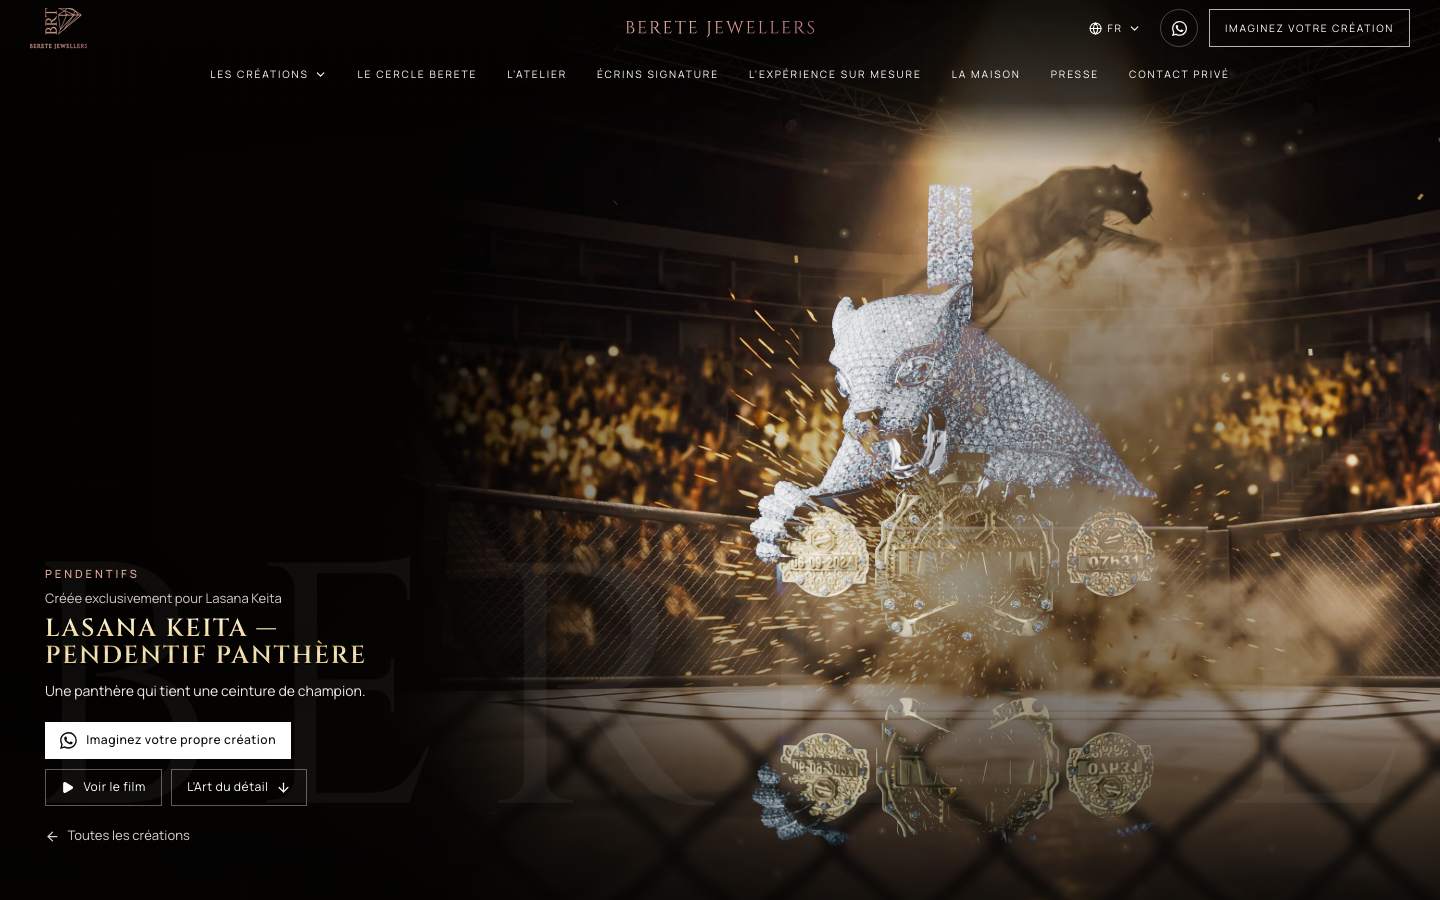 BRT
BERETE JEWELLERS
BERETE JEWELLERS
FR
IMAGINEZ VOTRE CRÉATION
LES CRÉATIONS
LE CERCLE BERETE
L'ATELIER
ÉCRINS SIGNATURE
L'EXPÉRIENCE SUR MESURE
LA MAISON
PRESSE
CONTACT PRIVÉ
07h31
PENDENTIFS
Créée exclusivement pour Lasana Keita
LASANA KEITA —
PENDENTIF PANTHÈRE
Une panthère qui tient une ceinture de champion.
Imaginez votre propre création
Voir le film
L'Art du détail
Toutes les créations